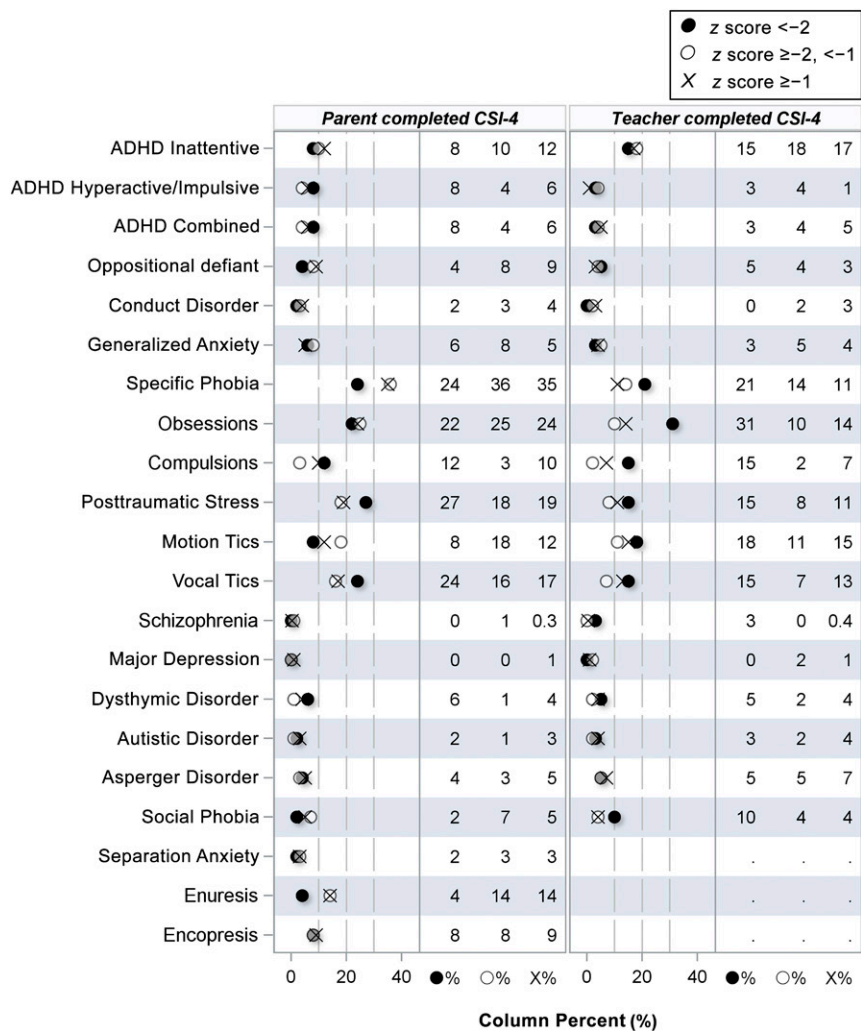 z score <−2
z score ≥−2, <−1
z score ≥−1
Parent completed CSI-4 Teacher completed CSI-4
ADHD Inattentive 8 10 12 15 18 17
ADHD Hyperactive/Impulsive 8 4 6 3 4 1
ADHD Combined 8 4 6 3 4 5
Oppositional defiant 4 8 9 5 4 3
Conduct Disorder 2 3 4 0 2 3
Generalized Anxiety 6 8 5 3 5 4
Specific Phobia 24 36 35 21 14 11
Obsessions 22 25 24 31 10 14
Compulsions 12 3 10 15 2 7
Posttraumatic Stress 27 18 19 15 8 11
Motion Tics 8 18 12 18 11 15
Vocal Tics 24 16 17 15 7 13
Schizophrenia 0 1 0.3 3 0 0.4
Major Depression 0 0 1 0 2 1
Dysthymic Disorder 6 1 4 5 2 4
Autistic Disorder 2 1 3 3 2 4
Asperger Disorder 4 3 5 5 5 7
Social Phobia 2 7 5 10 4 4
Separation Anxiety 2 3 3 . . .
Enuresis 4 14 14 . . .
Encopresis 8 8 9 . . .
0 20 40 ●% ○% X% 0 20 40 ●% ○% X%
Column Percent (%)